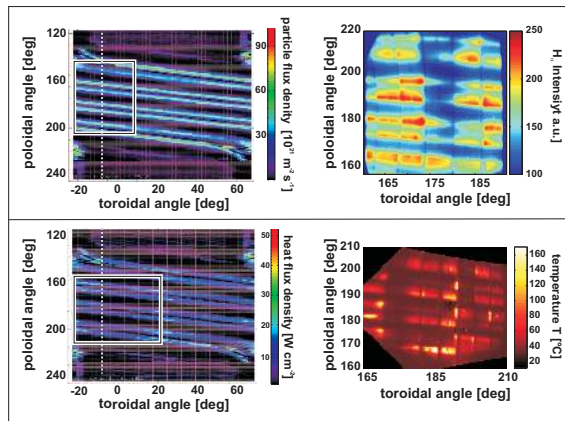 120
160
200
240
poloidal angle [deg]
-20 0 20 40 60
toroidal angle [deg]
90
60
30
particle flux density [10²¹ m⁻² s⁻¹]
220
210
200
190
180
170
160
poloidal angle [deg]
165 175 185
toroidal angle [deg]
250
200
150
100
Intensiyt a.u.
120
160
200
240
poloidal angle [deg]
-20 0 20 40 60
toroidal angle [deg]
50
40
30
20
10
heat flux density [W cm⁻²]
210
200
190
180
170
160
poloidal angle [deg]
165 185 210
toroidal angle [deg]
160
140
120
100
80
60
40
20
temperature T [°C]